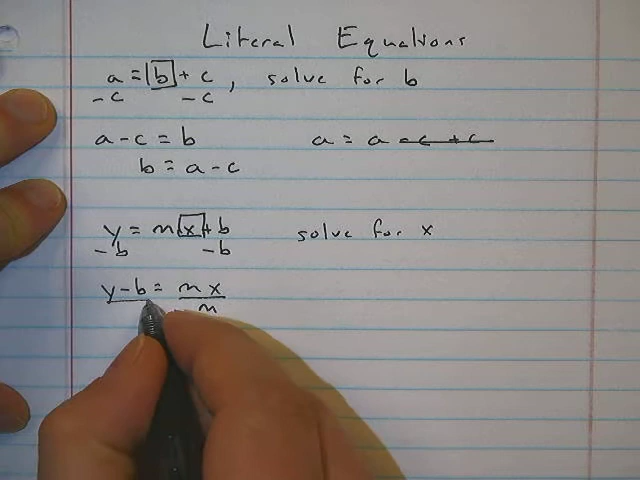 Literal Equations
a = b + c, solve for b
-c -c
a - c = b a = a - c + c
b = a - c
y = mx + b solve for x
-b -b
y - b = mx
m